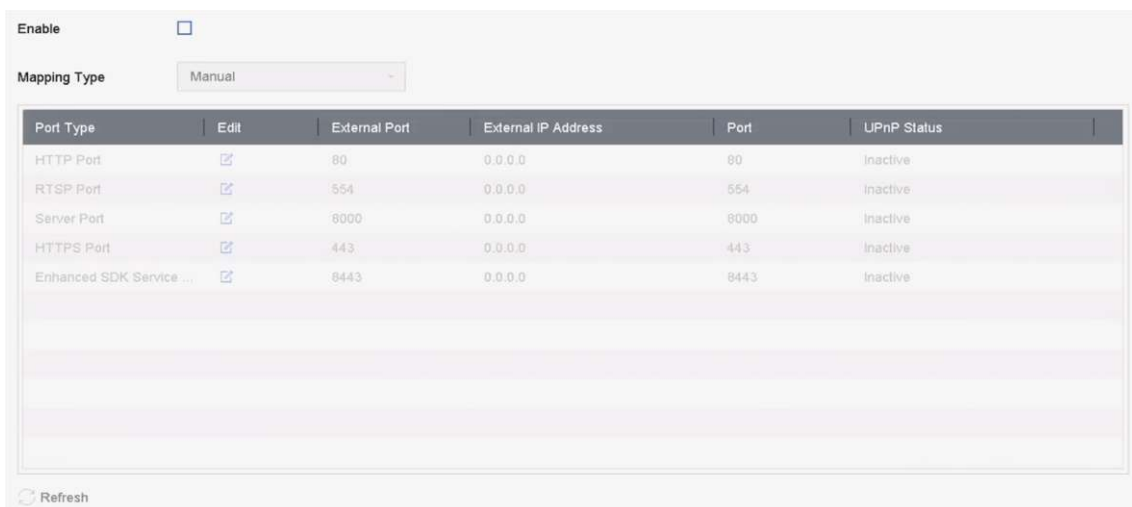 Enable
Mapping Type Manual
Port Type Edit External Port External IP Address Port UPnP Status
HTTP Port 80 0.0.0.0 80 Inactive
RTSP Port 554 0.0.0.0 554 Inactive
Server Port 8000 0.0.0.0 8000 Inactive
HTTPS Port 443 0.0.0.0 443 Inactive
Enhanced SDK Service ... 8443 0.0.0.0 8443 Inactive
Refresh